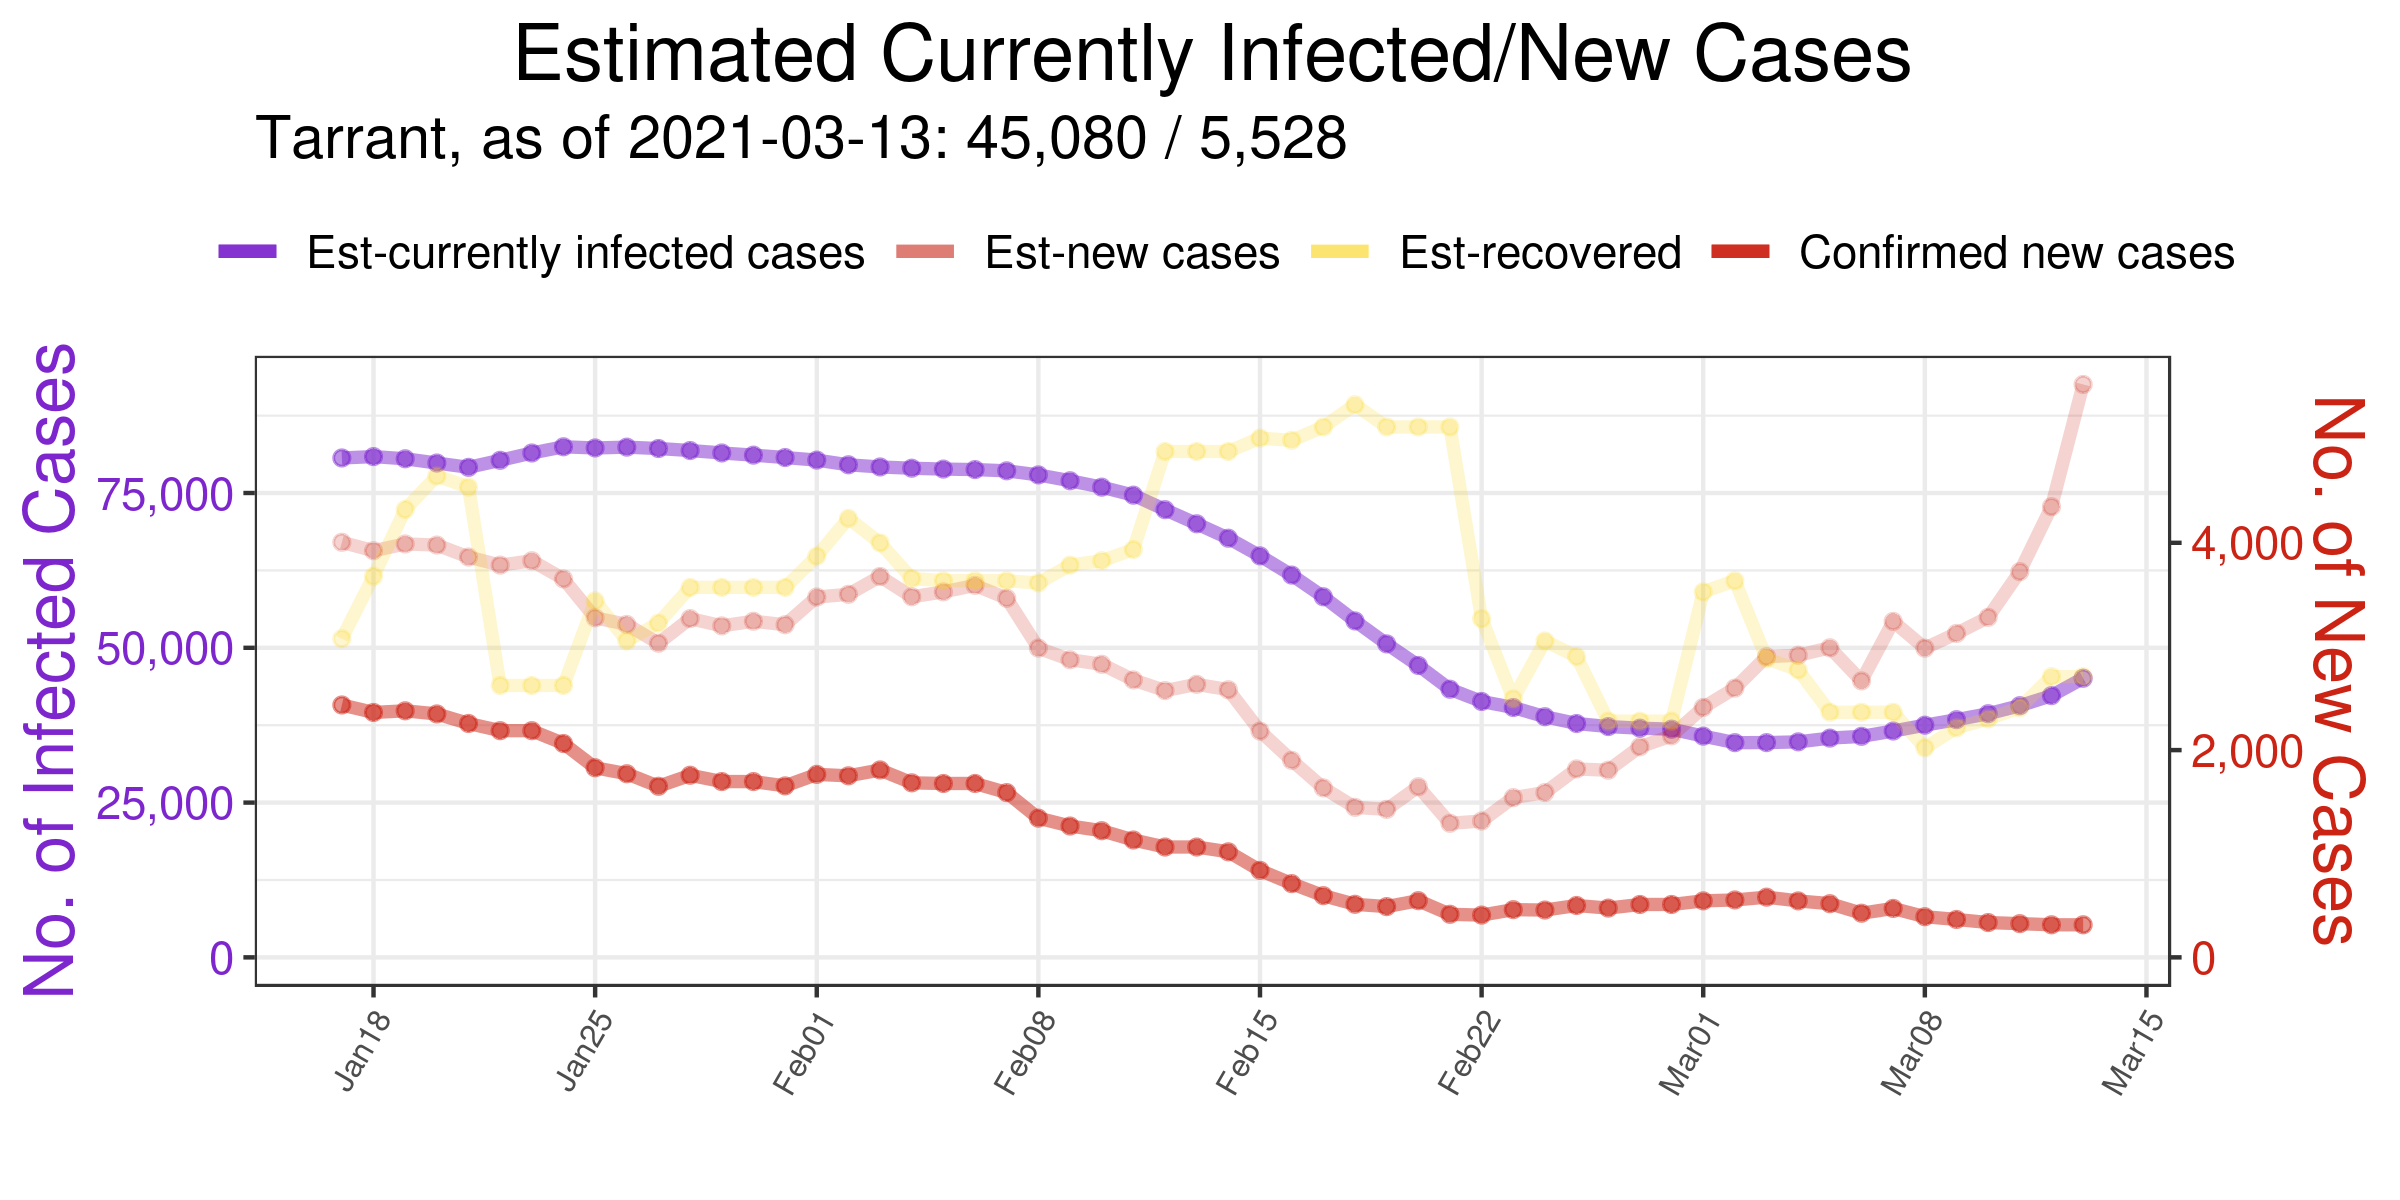 Estimated Currently Infected/New Cases
Tarrant, as of 2021-03-13: 45,080 / 5,528
Est-currently infected cases Est-new cases Est-recovered Confirmed new cases
No. of Infected Cases
75,000
50,000
25,000
0
4,000
2,000
0
No. of New Cases
Jan18 Jan25 Feb01 Feb08 Feb15 Feb22 Mar01 Mar08 Mar15